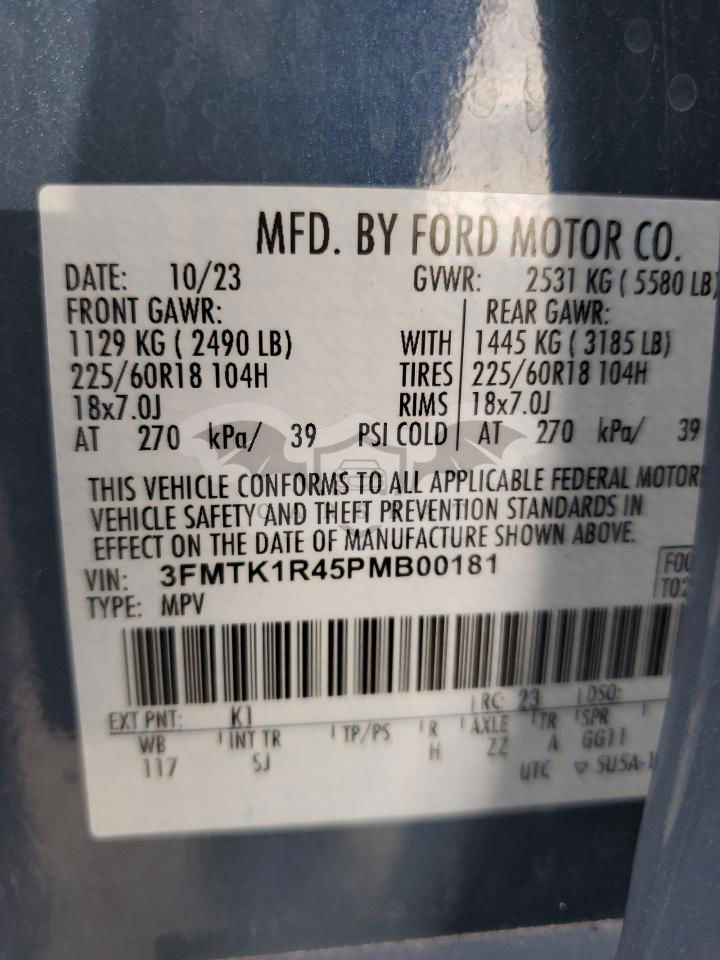 MFD. BY FORD MOTOR CO.
DATE: 10/23 GVWR: 2531 KG ( 5580 LB)
FRONT GAWR: REAR GAWR:
1129 KG ( 2490 LB) WITH 1445 KG ( 3185 LB)
225/60R18 104H TIRES 225/60R18 104H
18x7.0J RIMS 18x7.0J
AT 270 kPa/ 39 PSI COLD AT 270 kPa/ 39
THIS VEHICLE CONFORMS TO ALL APPLICABLE FEDERAL MOTOR
VEHICLE SAFETY AND THEFT PREVENTION STANDARDS IN
EFFECT ON THE DATE OF MANUFACTURE SHOWN ABOVE.
VIN: 3FMTK1R45PMB00181
TYPE: MPV
EXT PNT: K1 RC: 23 DSO:
WB INT TR TP/PS R AXLE TR SPR
117 SJ H ZZ A GG11
UTC